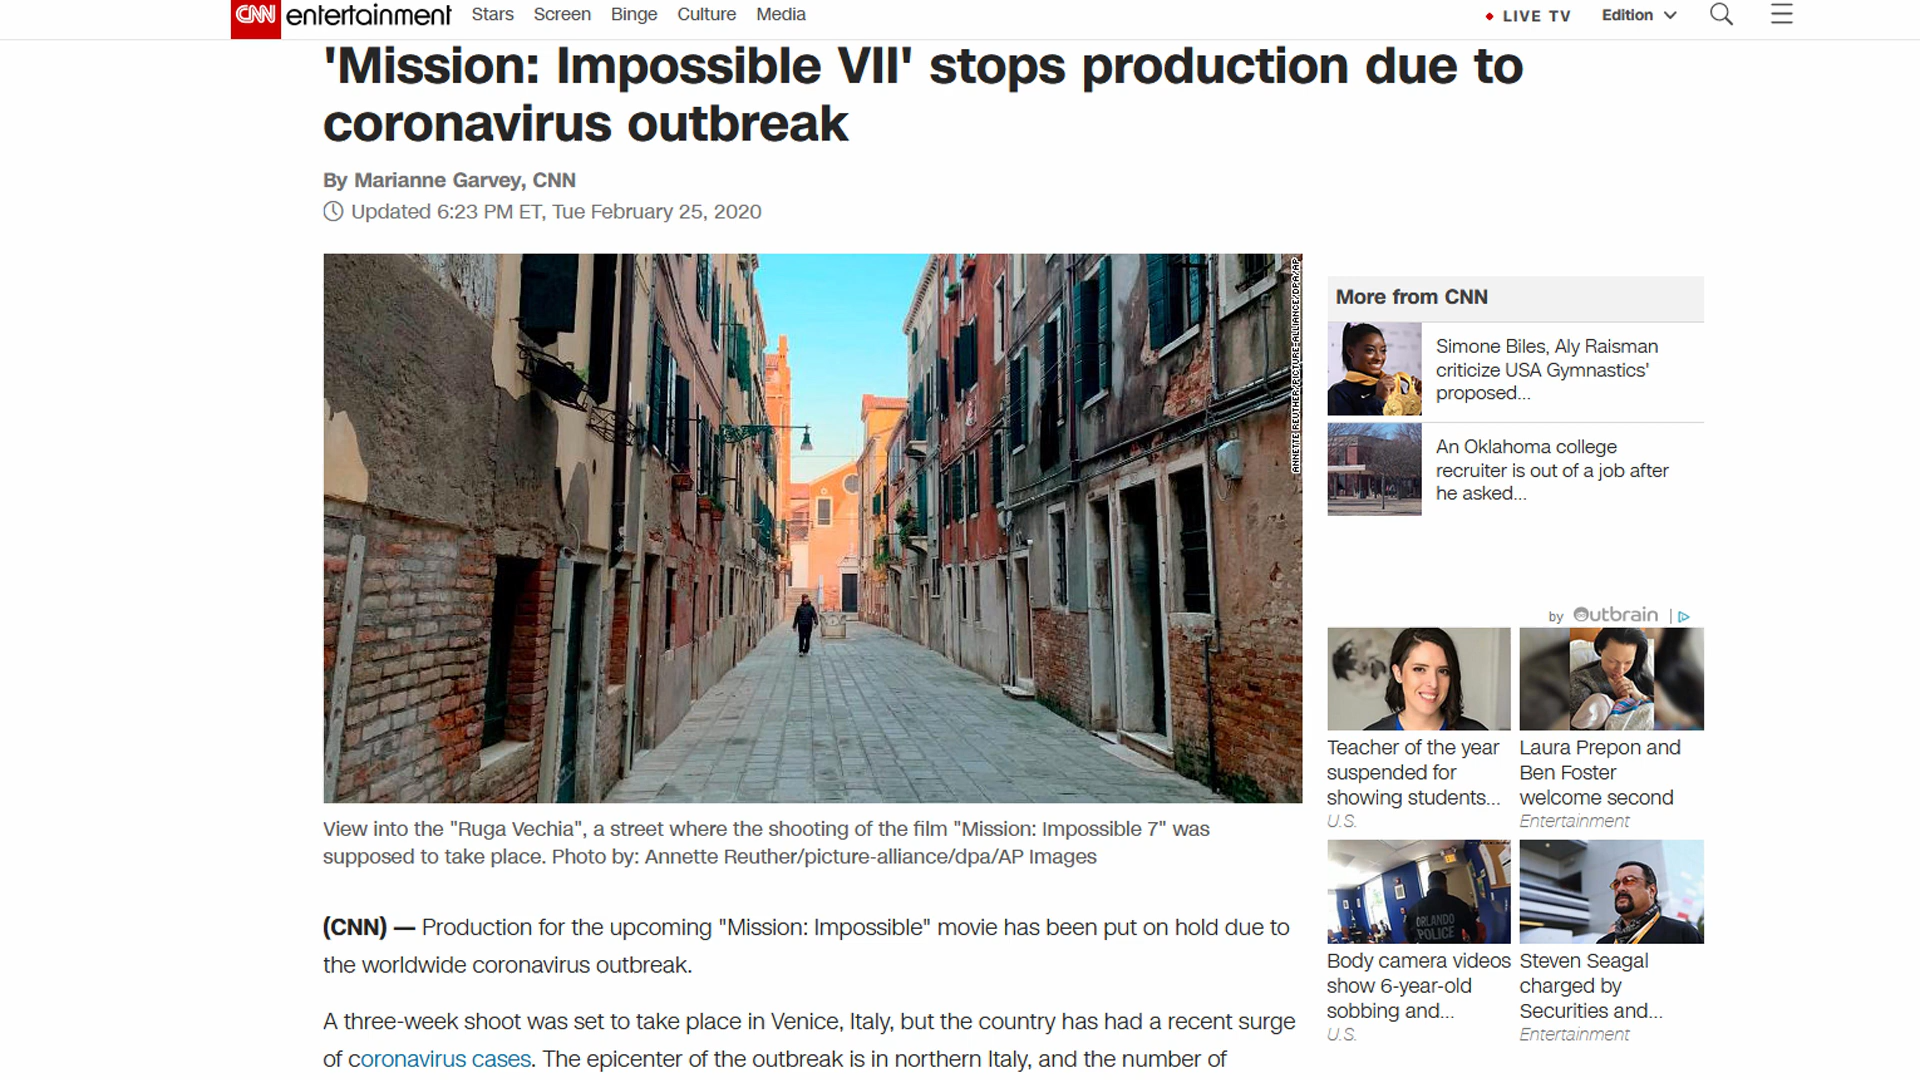 CNN entertainment Stars Screen Binge Culture Media LIVE TV Edition
'Mission: Impossible VII' stops production due to
coronavirus outbreak
By Marianne Garvey, CNN
Updated 6:23 PM ET, Tue February 25, 2020
ANNETTE REUTHER/PICTURE-ALLIANCE/DPA/AP
View into the "Ruga Vechia", a street where the shooting of the film "Mission: Impossible 7" was
supposed to take place. Photo by: Annette Reuther/picture-alliance/dpa/AP Images
(CNN) — Production for the upcoming "Mission: Impossible" movie has been put on hold due to
the worldwide coronavirus outbreak.
A three-week shoot was set to take place in Venice, Italy, but the country has had a recent surge
of coronavirus cases. The epicenter of the outbreak is in northern Italy, and the number of
More from CNN
Simone Biles, Aly Raisman
criticize USA Gymnastics'
proposed...
An Oklahoma college
recruiter is out of a job after
he asked...
by Outbrain |
Teacher of the year
suspended for
showing students...
U.S.
Laura Prepon and
Ben Foster
welcome second
Entertainment
ORLANDO
POLICE
Body camera videos
show 6-year-old
sobbing and...
U.S.
Steven Seagal
charged by
Securities and...
Entertainment